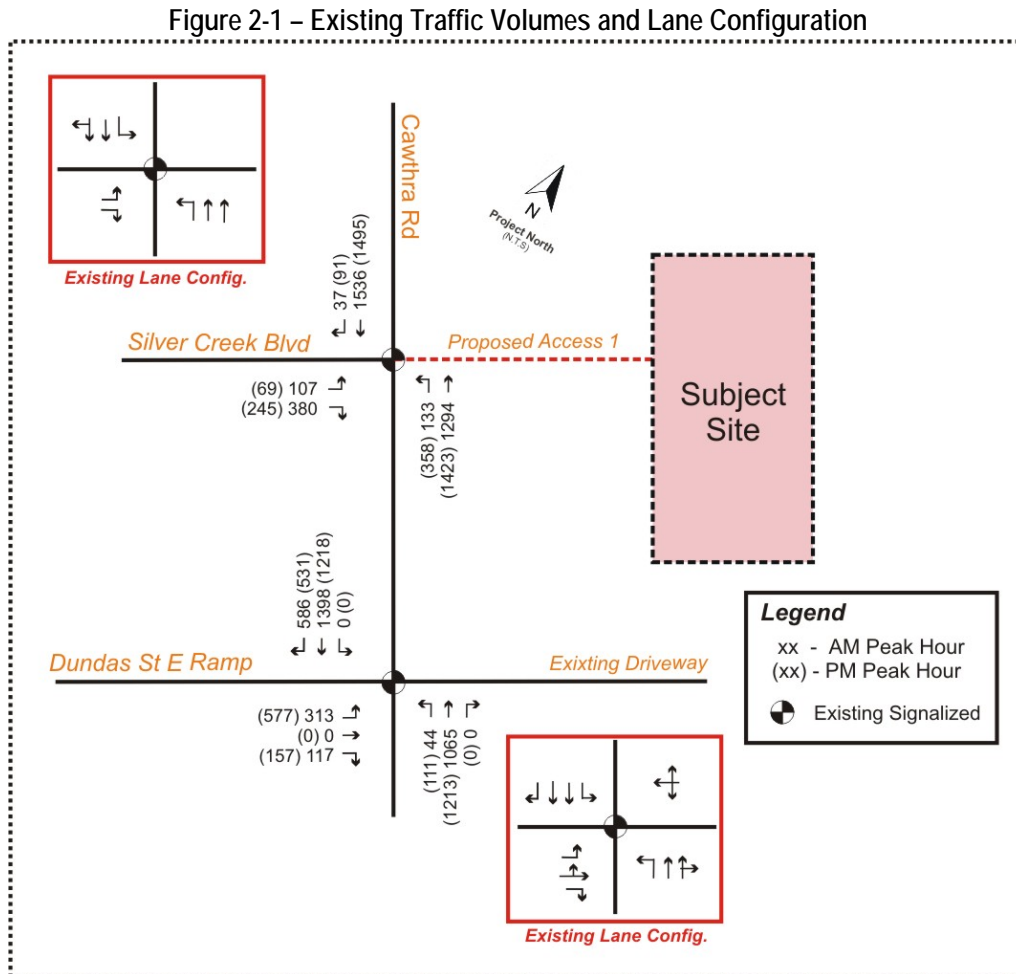 Figure 2-1 – Existing Traffic Volumes and Lane Configuration
Existing Lane Config.
Cawthra Rd
N
Project North
(N.T.S)
37 (91)
1536 (1495)
Silver Creek Blvd
Proposed Access 1
(69) 107
(245) 380
(358) 133
(1423) 1294
Subject
Site
586 (531)
1398 (1218)
0 (0)
Legend
xx - AM Peak Hour
(xx) - PM Peak Hour
Existing Signalized
Dundas St E Ramp
Exixting Driveway
(577) 313
(0) 0
(157) 117
(111) 44
(1213) 1065
(0) 0
Existing Lane Config.